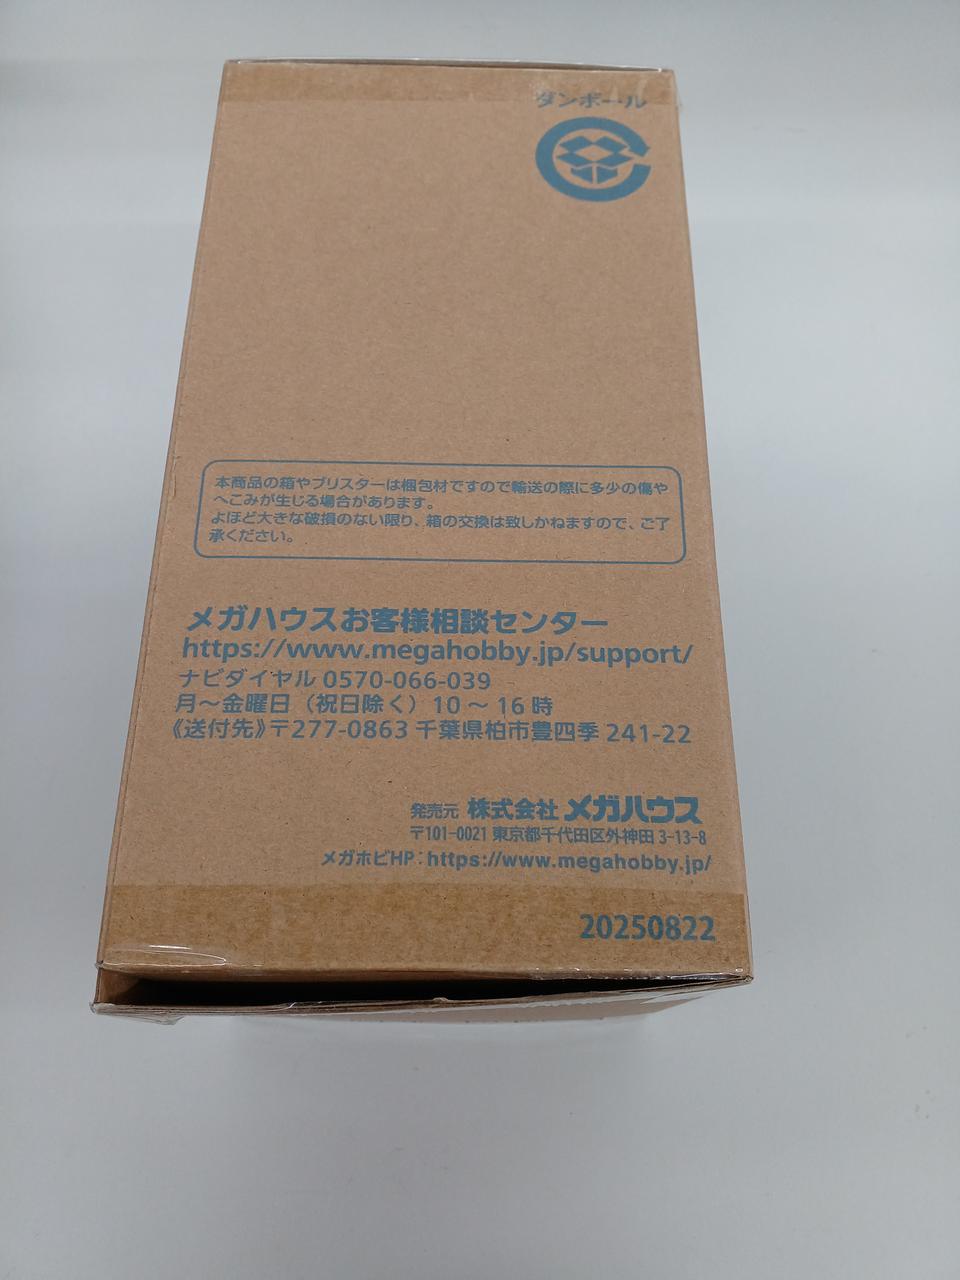 ダンボール
本商品の箱やブリスターは梱包材ですので輸送の際に多少の傷や
へこみが生じる場合があります。
よほど大きな破損のない限り、箱の交換は致しかねますので、ご了
承ください。
メガハウスお客様相談センター
https://www.megahobby.jp/support/
ナビダイヤル 0570-066-039
月〜金曜日（祝日除く）10 〜 16 時
《送付先》〒277-0863 千葉県柏市豊四季 241-22
発売元 株式会社 メガハウス
〒101-0021 東京都千代田区外神田 3-13-8
メガホビHP：https://www.megahobby.jp/
20250822